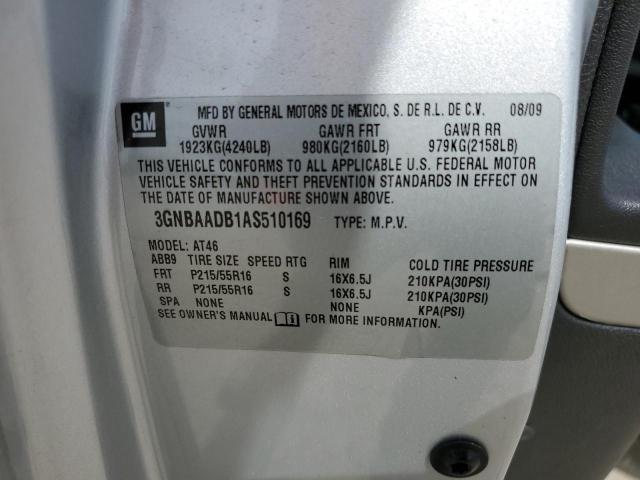 GM MFD BY GENERAL MOTORS DE MEXICO, S. DE R.L. DE C.V. 08/09
GVWR GAWR FRT GAWR RR
1923KG(4240LB) 980KG(2160LB) 979KG(2158LB)
THIS VEHICLE CONFORMS TO ALL APPLICABLE U.S. FEDERAL MOTOR
VEHICLE SAFETY AND THEFT PREVENTION STANDARDS IN EFFECT ON
THE DATE OF MANUFACTURE SHOWN ABOVE.
3GNBAADB1AS510169 TYPE: M.P.V.
MODEL: AT46
ABB9 TIRE SIZE SPEED RTG RIM COLD TIRE PRESSURE
FRT P215/55R16 S 16X6.5J 210KPA(30PSI)
RR P215/55R16 S 16X6.5J 210KPA(30PSI)
SPA NONE NONE KPA(PSI)
SEE OWNER'S MANUAL FOR MORE INFORMATION.